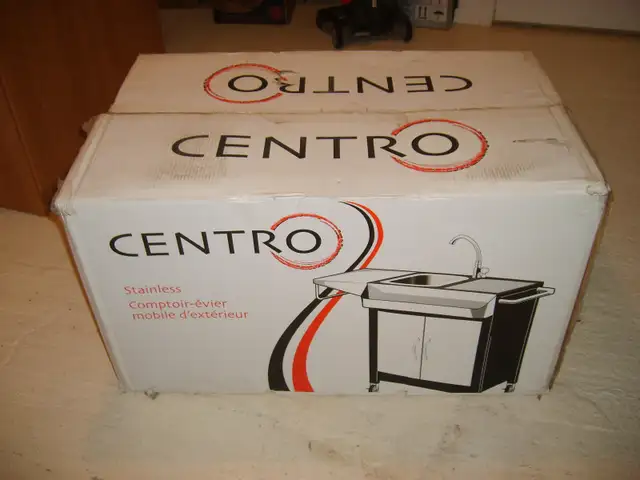 CENTRO
CENTRO
CENTRO
Stainless
Comptoir-évier
mobile d'extérieur